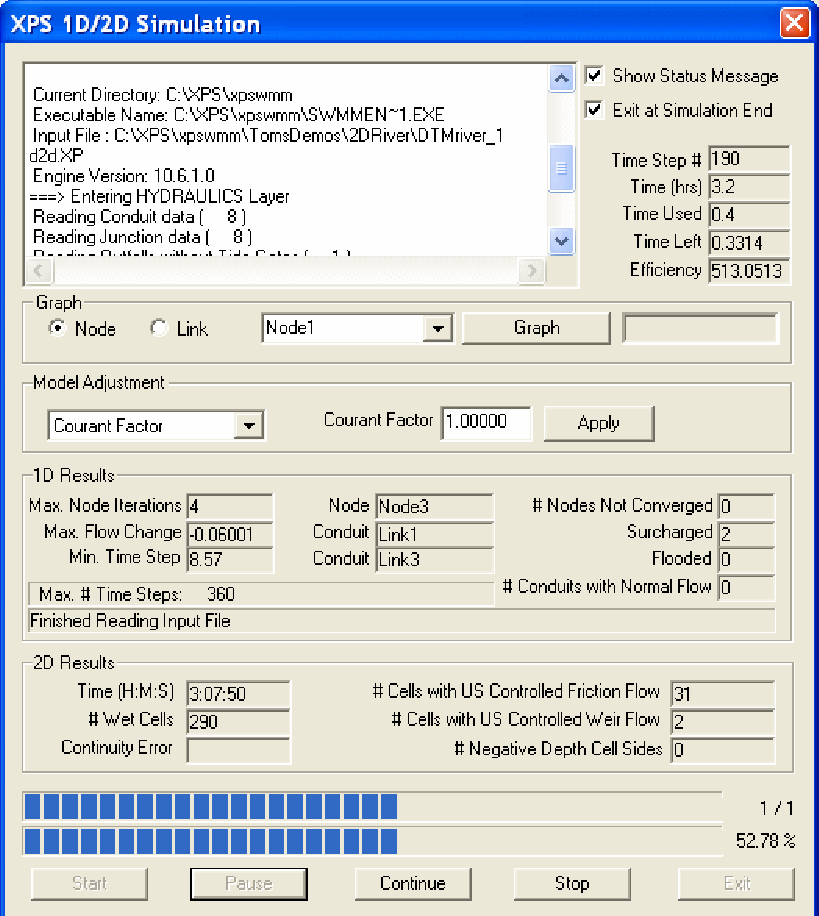 XPS 1D/2D Simulation
Current Directory: C:\XPS\xpswmm
Executable Name: C:\XPS\xpswmm\SWMMEN~1.EXE
Input File : C:\XPS\xpswmm\TomsDemos\2DRiver\DTMriver_1
d2d.XP
Engine Version: 10.6.1.0
===> Entering HYDRAULICS Layer
Reading Conduit data ( 8 )
Reading Junction data ( 8 )
Reading Outfalls without Tide Gates ( 1 )
Show Status Message
Exit at Simulation End
Time Step # 190
Time (hrs) 3.2
Time Used 0.4
Time Left 0.3314
Efficiency 513.0513
Graph
Node Link Node1 Graph
Model Adjustment
Courant Factor Courant Factor 1.00000 Apply
1D Results
Max. Node Iterations 4 Node Node3 # Nodes Not Converged 0
Max. Flow Change -0.06001 Conduit Link1 Surcharged 2
Min. Time Step 8.57 Conduit Link3 Flooded 0
Max. # Time Steps: 360 # Conduits with Normal Flow 0
Finished Reading Input File
2D Results
Time (H:M:S) 3:07:50 # Cells with US Controlled Friction Flow 31
# Wet Cells 290 # Cells with US Controlled Weir Flow 2
Continuity Error # Negative Depth Cell Sides 0
1 / 1
52.78 %
Start Pause Continue Stop Exit